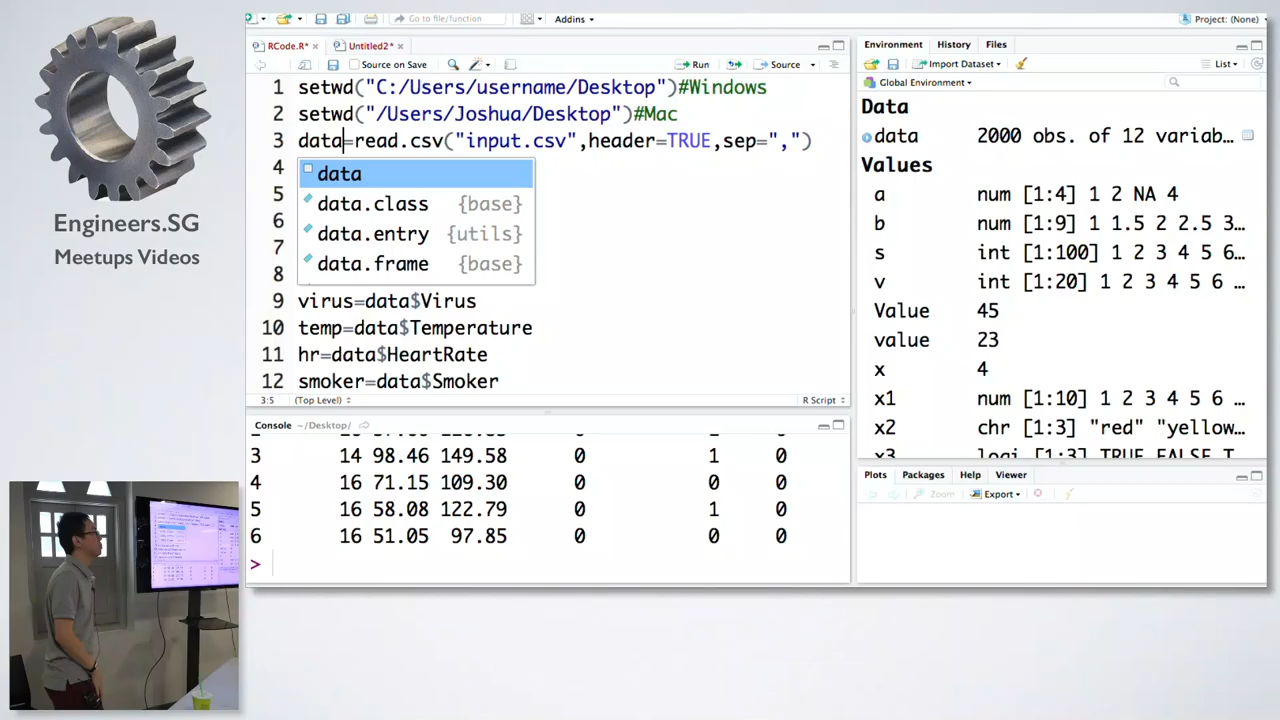 Engineers.SG
Meetups Videos
Go to file/function
Addins
Project: (None)
RCode.R*
Untitled2*
Source on Save
Run
Source
1 setwd("C:/Users/username/Desktop")#Windows
2 setwd("/Users/Joshua/Desktop")#Mac
3 data=read.csv("input.csv",header=TRUE,sep=",")
4
data
5
data.class {base}
6
data.entry {utils}
7
data.frame {base}
8
9 virus=data$Virus
10 temp=data$Temperature
11 hr=data$HeartRate
12 smoker=data$Smoker
3:5 (Top Level) R Script
Console ~/Desktop/
3 14 98.46 149.58 0 1 0
4 16 71.15 109.30 0 0 0
5 16 58.08 122.79 0 1 0
6 16 51.05 97.85 0 0 0
>
Environment History Files
Import Dataset List
Global Environment
Data
data 2000 obs. of 12 variab…
Values
a num [1:4] 1 2 NA 4
b num [1:9] 1 1.5 2 2.5 3…
s int [1:100] 1 2 3 4 5 6…
v int [1:20] 1 2 3 4 5 6 …
Value 45
value 23
x 4
x1 num [1:10] 1 2 3 4 5 6 …
x2 chr [1:3] "red" "yellow…
x3 logi [1:3] TRUE FALSE T
Plots Packages Help Viewer
Zoom Export